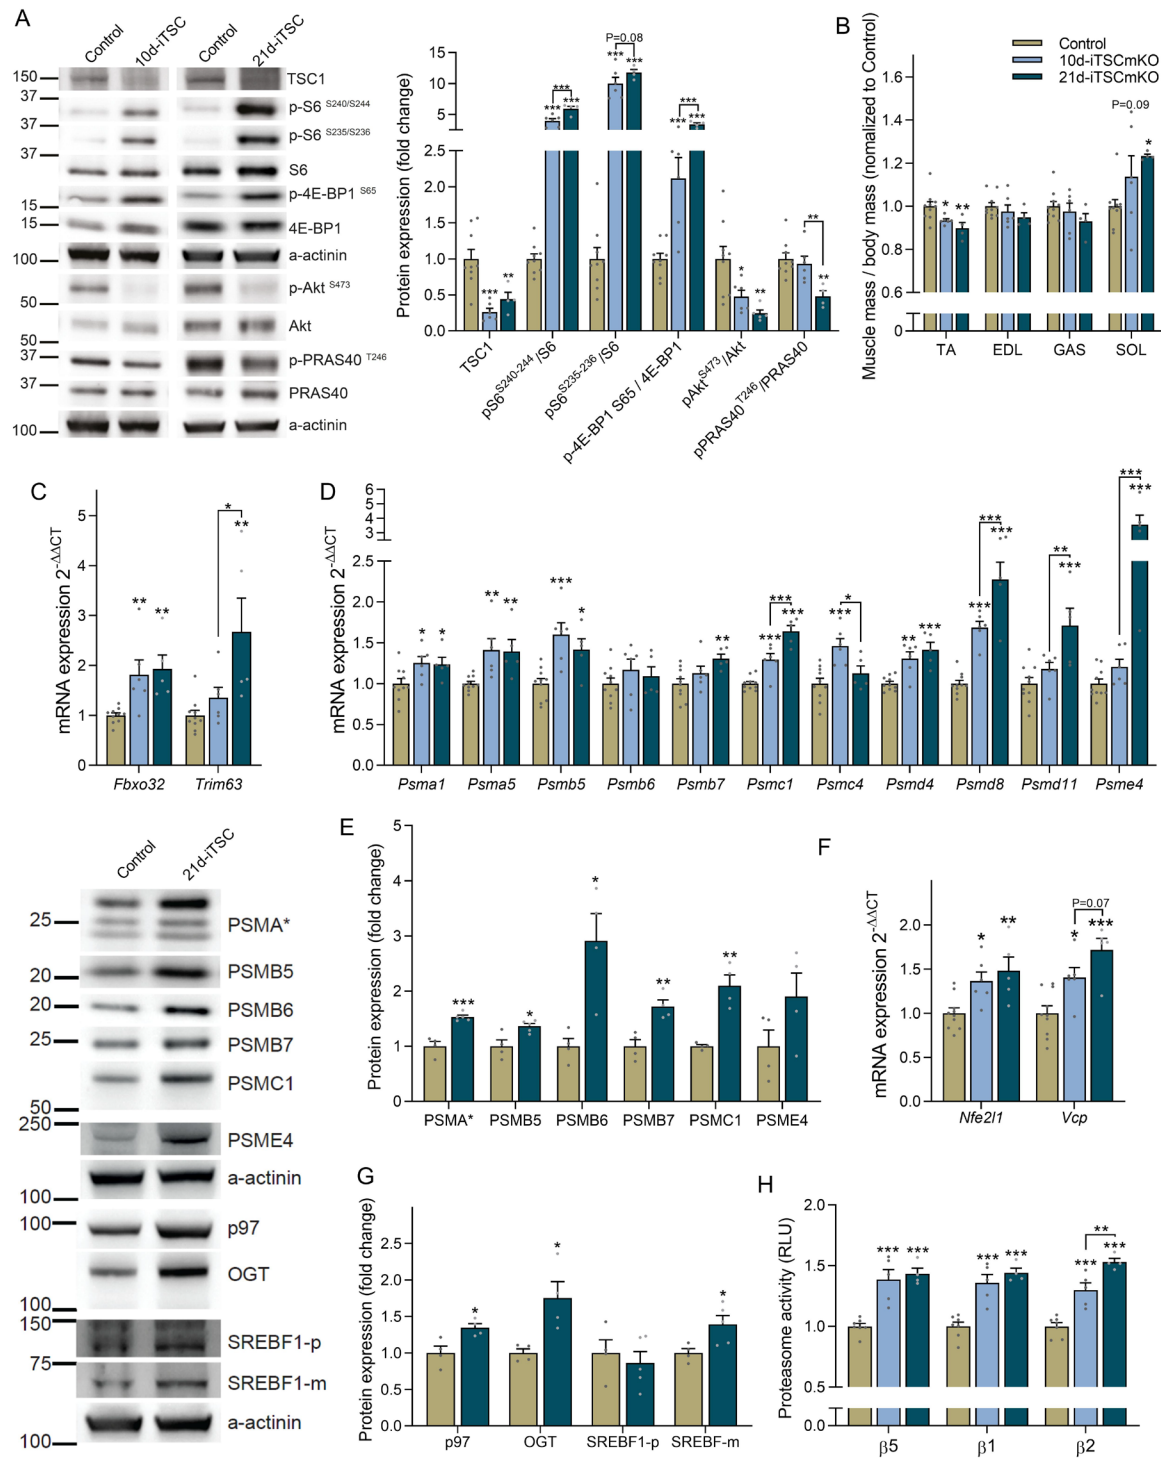 A
Control
10d-iTSC
Control
21d-iTSC
150
TSC1
37
p-S6 S240/S244
37
p-S6 S235/S236
S6
p-4E-BP1 S65
15
15
4E-BP1
100
a-actinin
p-Akt S473
50
Akt
37
p-PRAS40 T246
37
PRAS40
100
a-actinin
Protein expression (fold change)
15
10
5
2.5
2.0
1.5
1.0
0.5
0.0
*** **
*** *** ***
*** P=0.08 ***
*** *** ***
* **
** **
TSC1
pS6 S240-244/S6
pS6 S235-236/S6
p-4E-BP1 S65 / 4E-BP1
pAkt S473/Akt
pPRAS40 T246/PRAS40
B
Control
10d-iTSCmKO
21d-iTSCmKO
Muscle mass / body mass (nomalized to Control)
1.6
1.4
1.2
1.0
0.8
0.6
0
* **
P=0.09
*
TA EDL GAS SOL
C
mRNA expression 2-ΔΔCT
5
4
3
2
1
0
** **
* **
Fbxo32 Trim63
D
mRNA expression 2-ΔΔCT
6
5
4
3
2.5
2.0
1.5
1.0
0.5
0.0
* *
** **
*** *
**
*** *** ***
*** *
** ***
*** *** ***
** ***
*** ***
Psma1 Psma5 Psmb5 Psmb6 Psmb7 Psmc1 Psmc4 Psmd4 Psmd8 Psmd11 Psme4
Control
21d-iTSC
25
PSMA*
20
PSMB5
20
PSMB6
25
PSMB7
PSMC1
50
250
PSME4
a-actinin
100
100
p97
OGT
100
150
SREBF1-p
75
SREBF1-m
a-actinin
100
E
Protein expression (fold change)
5
4
3
2
1
0
***
*
*
**
**
PSMA* PSMB5 PSMB6 PSMB7 PSMC1 PSME4
F
mRNA expression 2-ΔΔCT
2.0
1.5
1.0
0.5
0.0
* **
P=0.07
* ***
Nfe2l1 Vcp
G
Protein expression (fold change)
2.5
2.0
1.5
1.0
0.5
0.0
*
*
*
p97 OGT SREBF1-p SREBF-m
H
Proteasome activity (RLU)
2.0
1.5
1.0
0.5
0.0
*** ***
*** ***
*** ** ***
β5 β1 β2